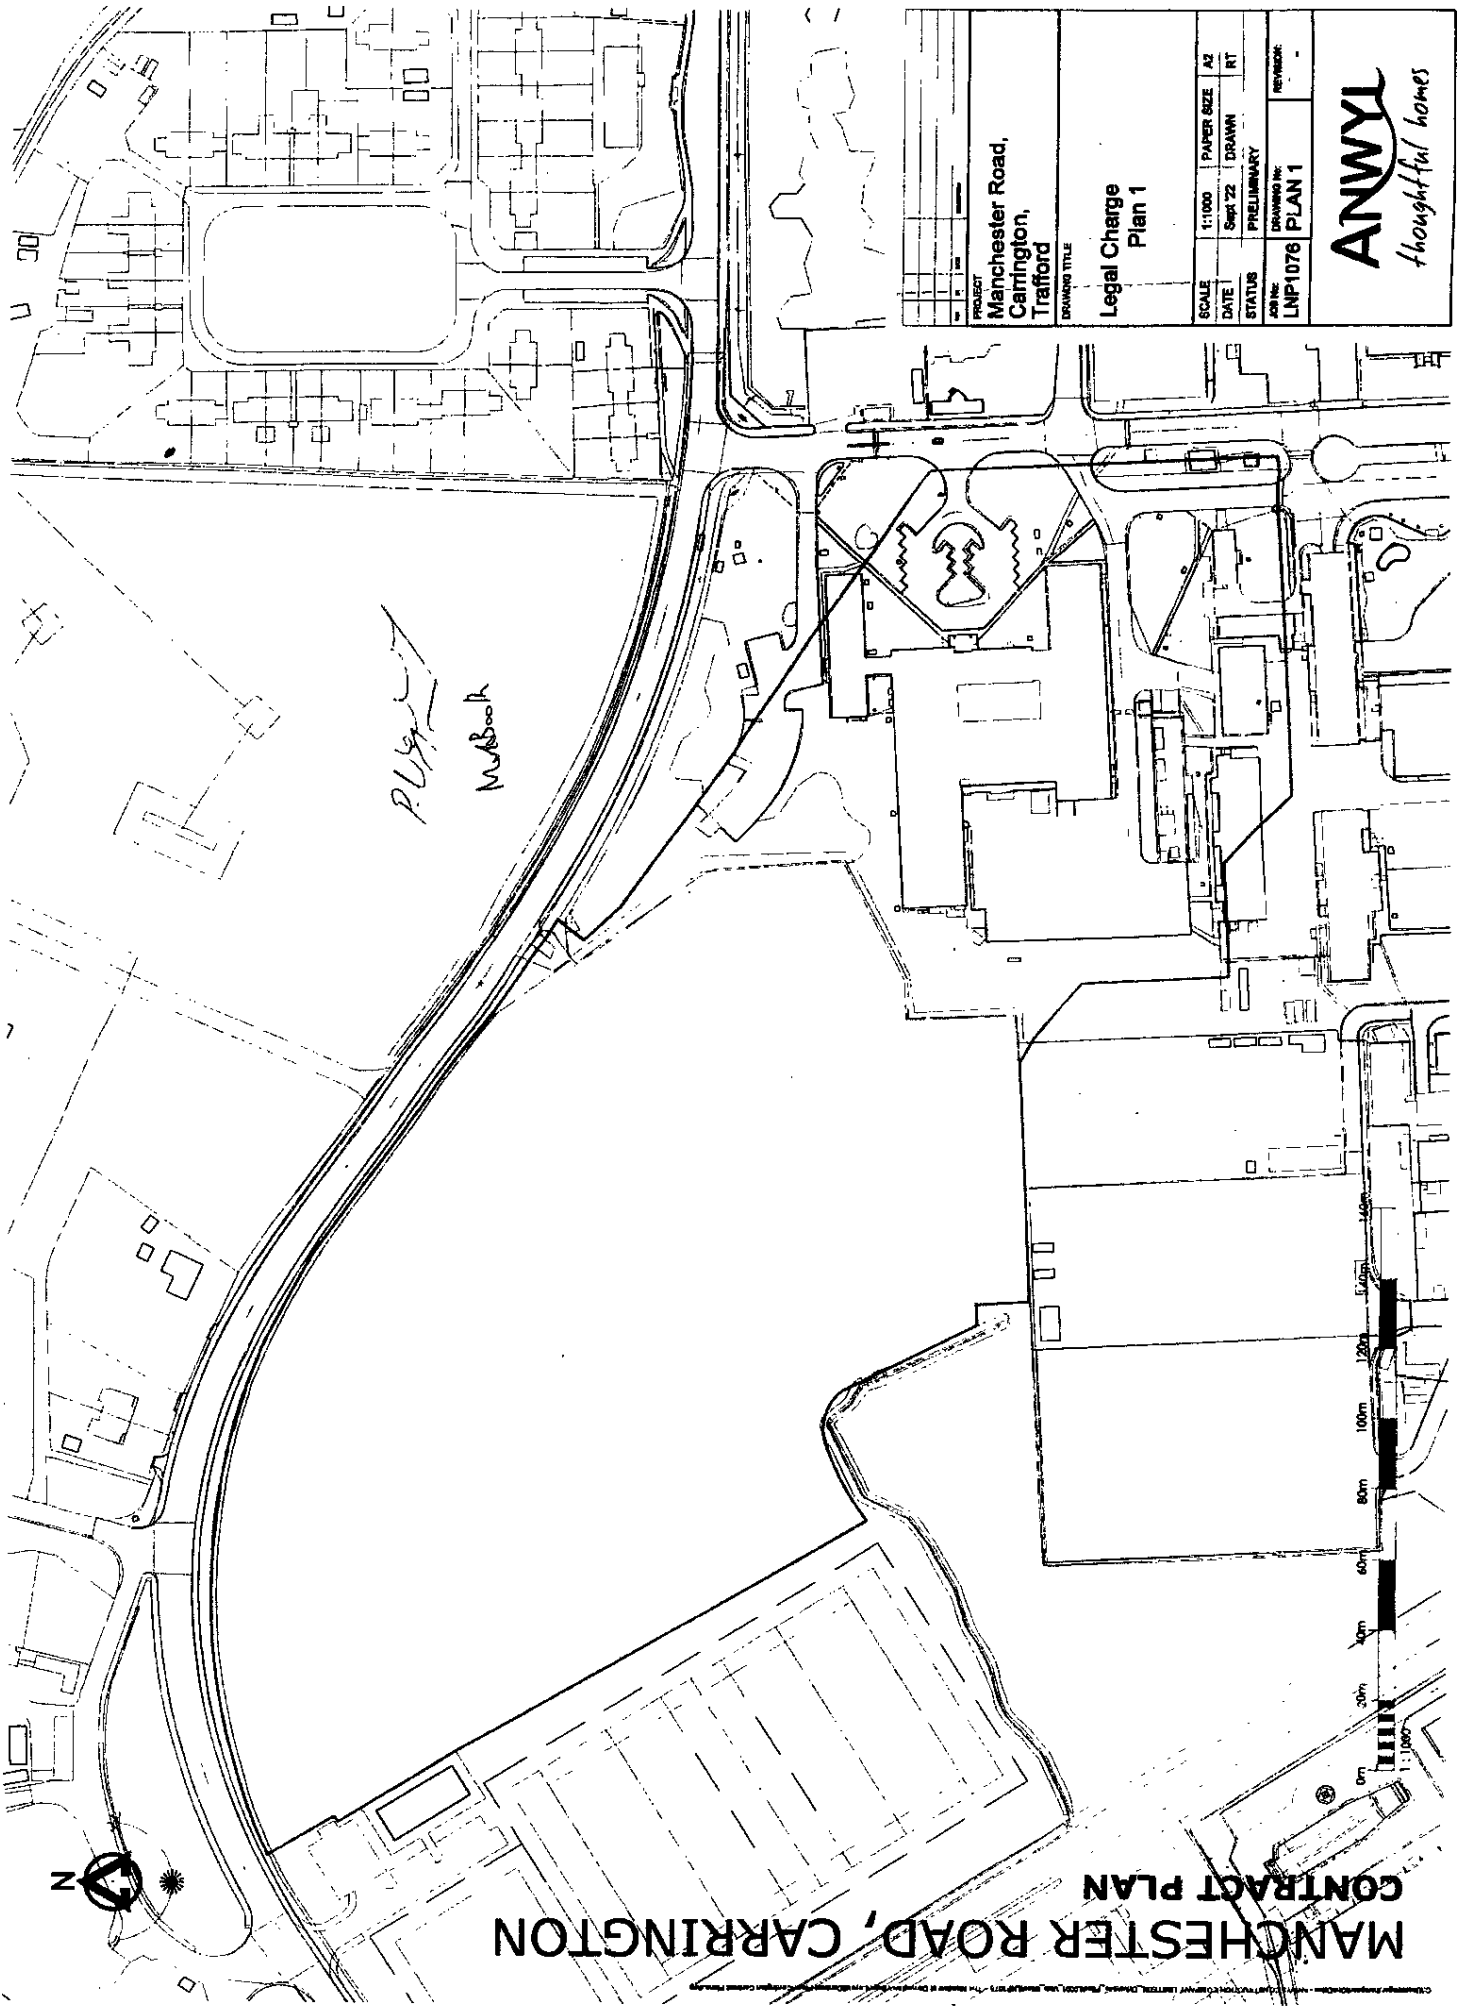 MANCHESTER ROAD, CARRINGTON
CONTRACT PLAN
N
PROJECT
Manchester Road,
Carrington,
Trafford
DRAWING TITLE
Legal Charge
Plan 1
SCALE 1:1000 PAPER SIZE A2
DATE Sept 22 DRAWN RT
STATUS PRELIMINARY
JOB No: DRAWING No: REVISION:
LNP1076 PLAN 1 -
ANWYL
thoughtful homes
0m 20m 40m 60m 80m 100m 120m 140m 160m
1:1000